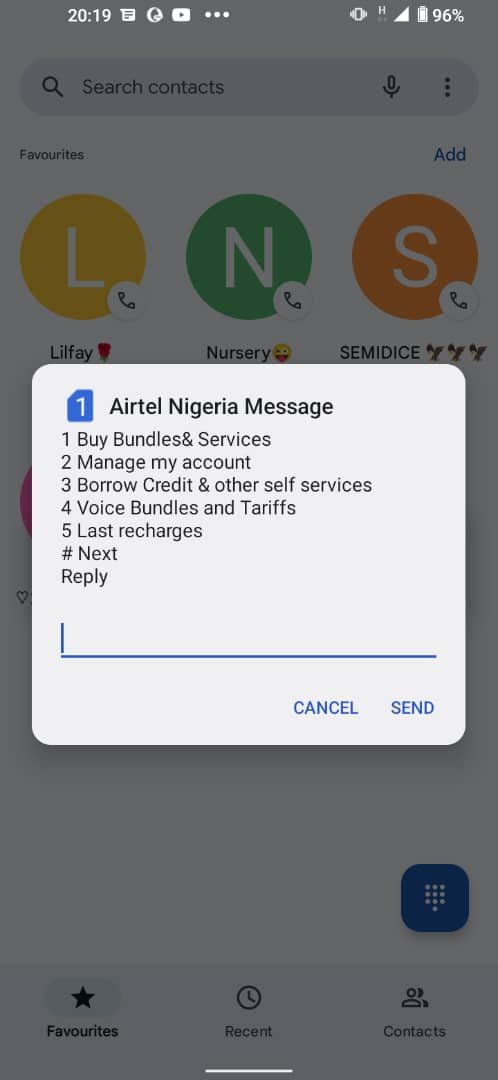 20:19
H
96%
Search contacts
Favourites
Add
L
N
S
Lilfay🌹
Nursery😜
SEMIDICE 🦅🦅🦅
1 Airtel Nigeria Message
1 Buy Bundles& Services
2 Manage my account
3 Borrow Credit & other self services
4 Voice Bundles and Tariffs
5 Last recharges
# Next
Reply
CANCEL
SEND
Favourites
Recent
Contacts